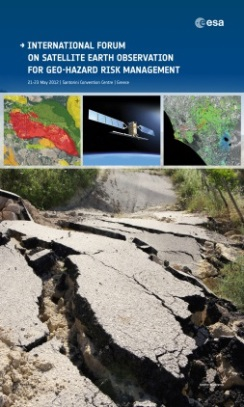 esa
→ INTERNATIONAL FORUM
ON SATELLITE EARTH OBSERVATION
FOR GEO-HAZARD RISK MANAGEMENT
21-23 May 2012 | Santorini Convention Centre | Greece